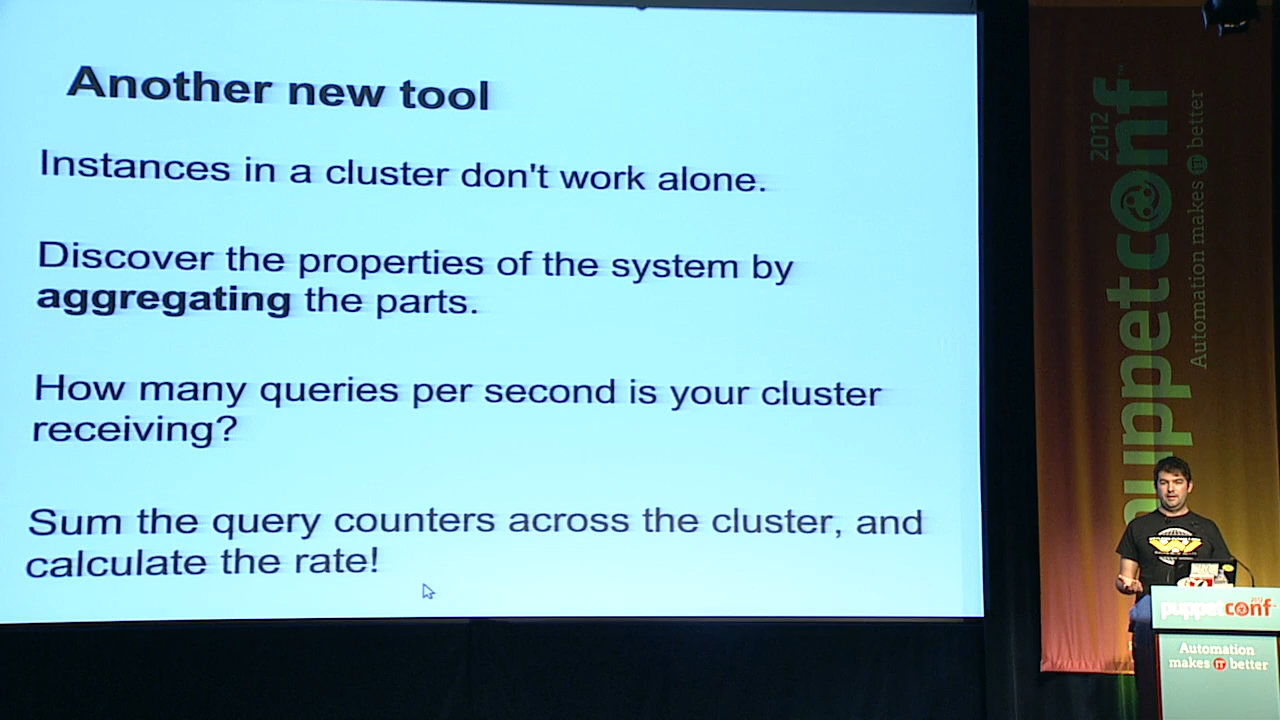 Another new tool
Instances in a cluster don't work alone.
Discover the properties of the system by
aggregating the parts.
How many queries per second is your cluster
receiving?
Sum the query counters across the cluster, and
calculate the rate!
puppetconf 2012
Automation makes IT better
puppetconf
Automation
makes IT better